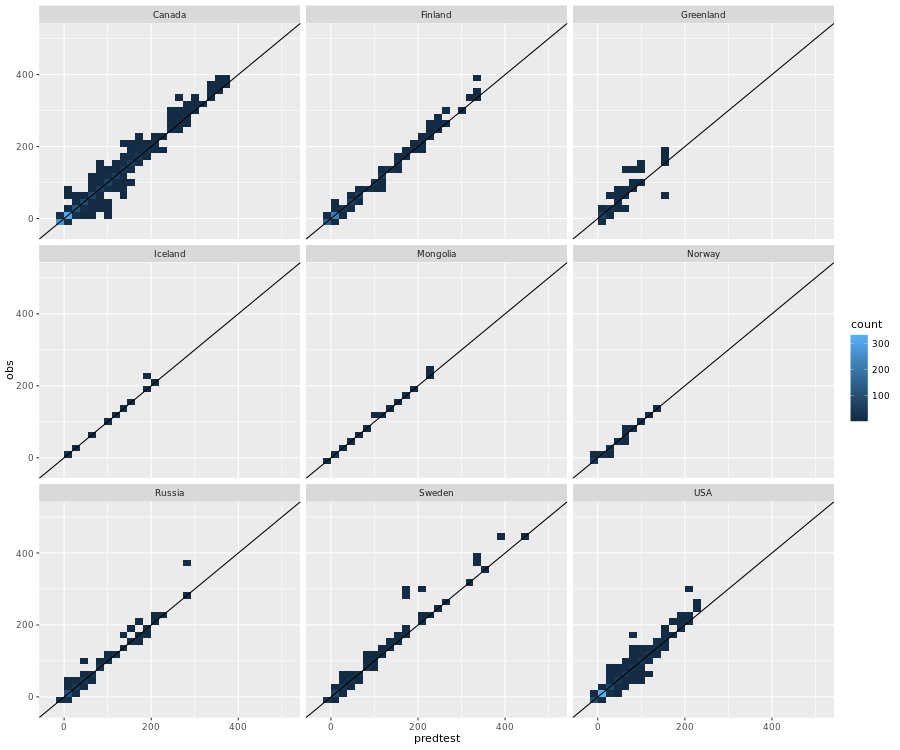 Canada Finland Greenland
400
200
0
Iceland Mongolia Norway
400
200
0
obs
count
300
200
100
Russia Sweden USA
400
200
0
0 200 400 0 200 400 0 200 400
predtest